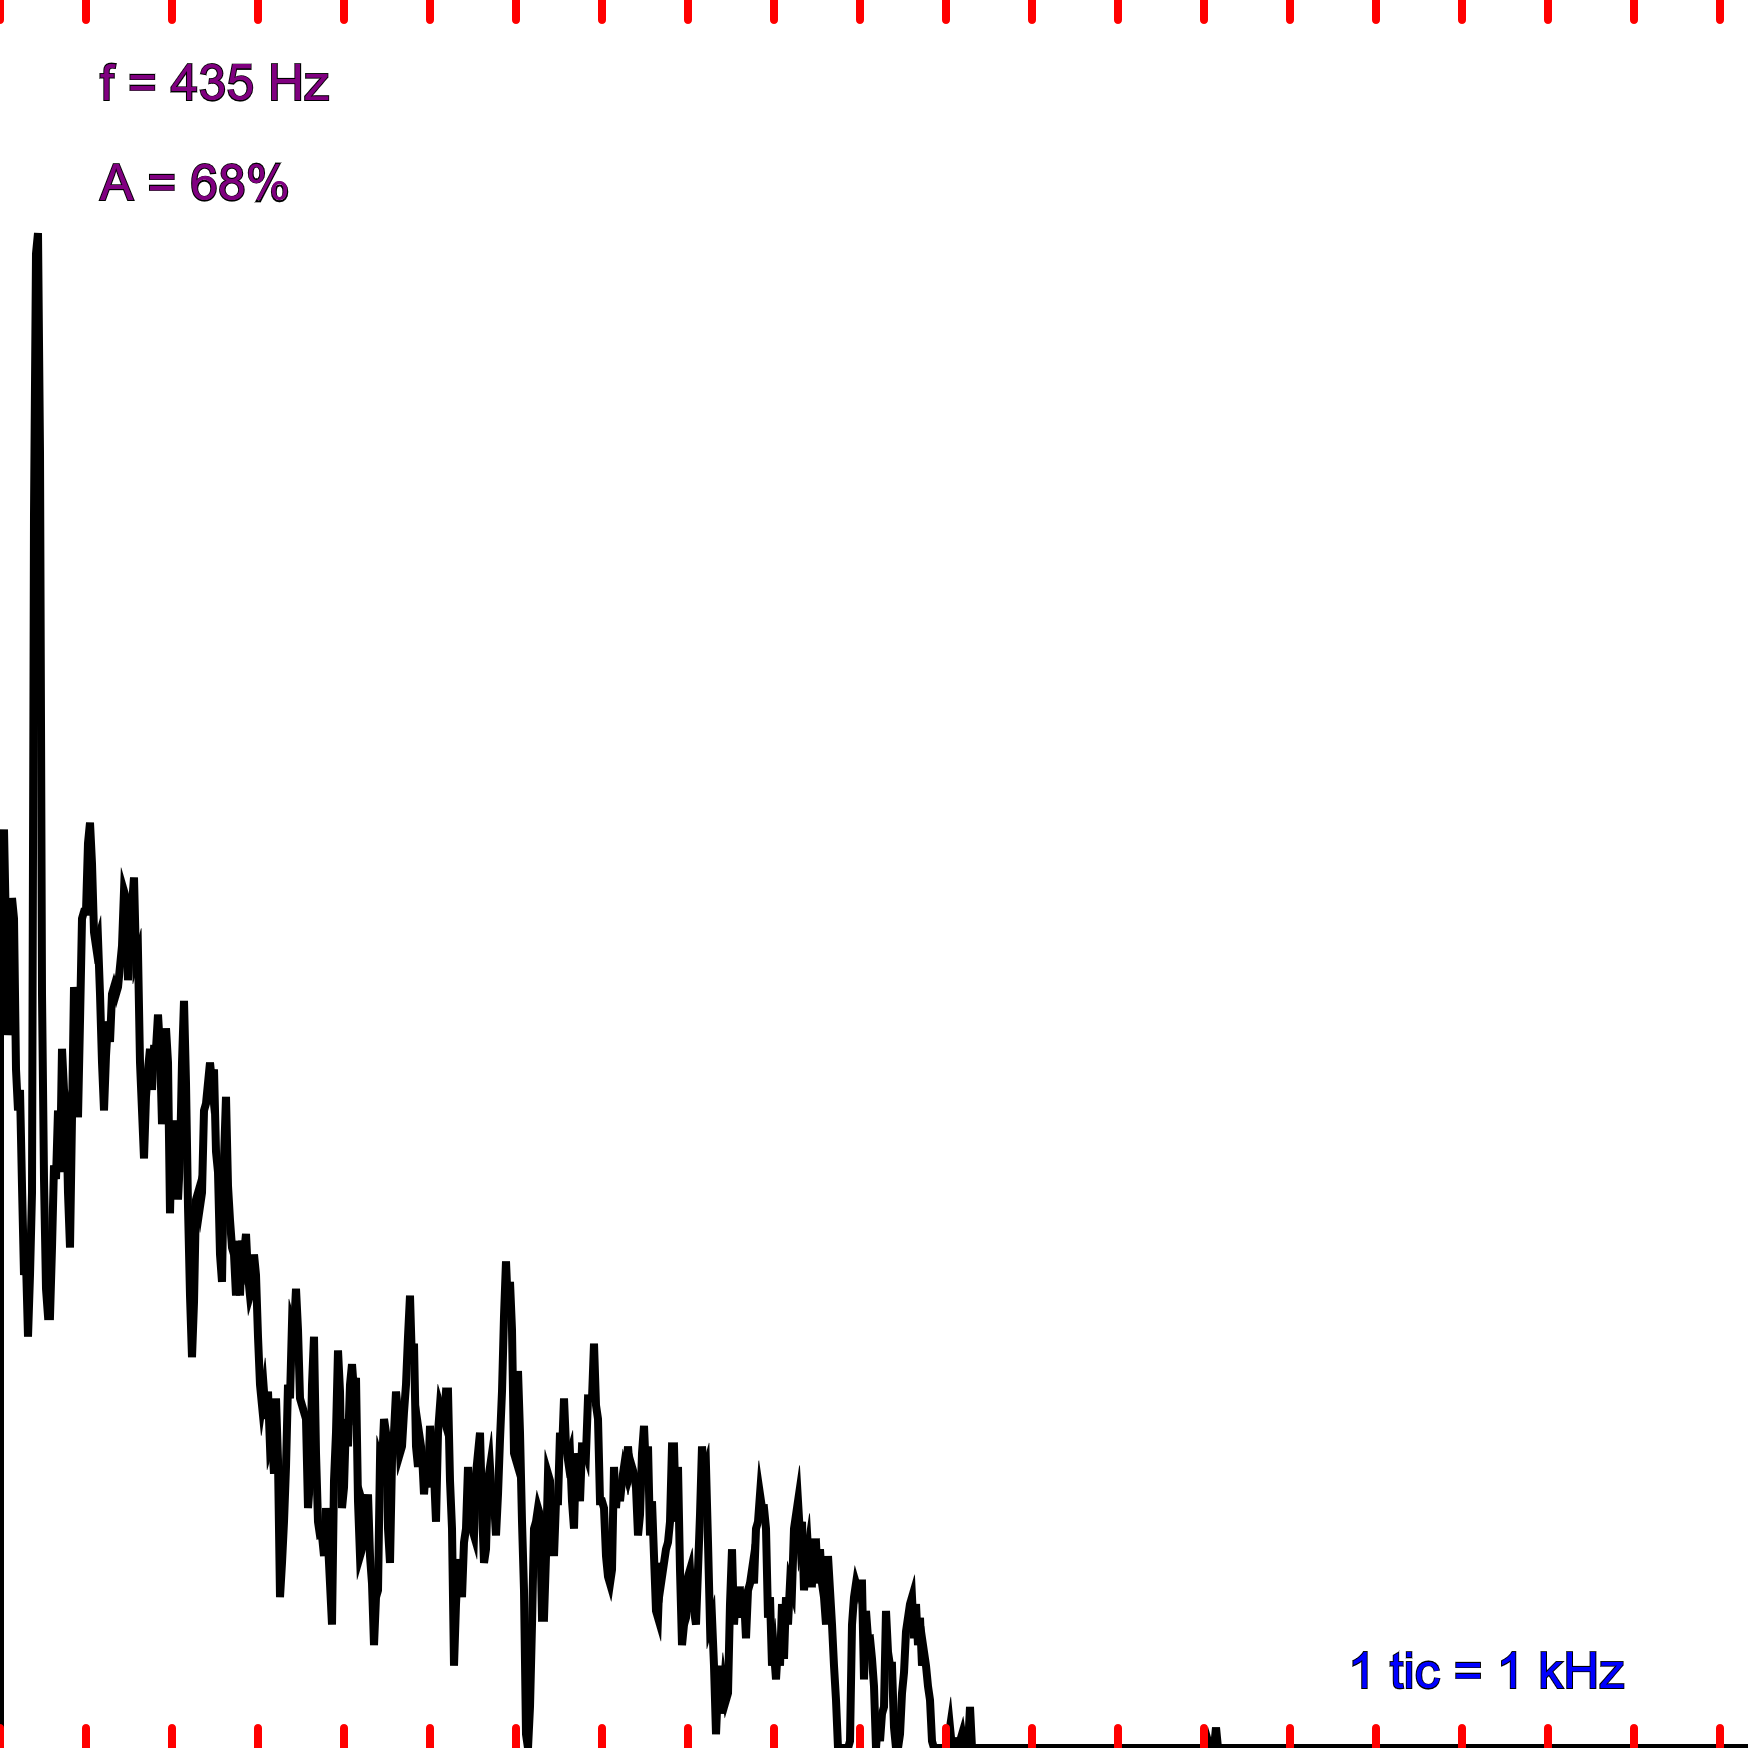 f = 435 Hz
A = 68%
1 tic = 1 kHz